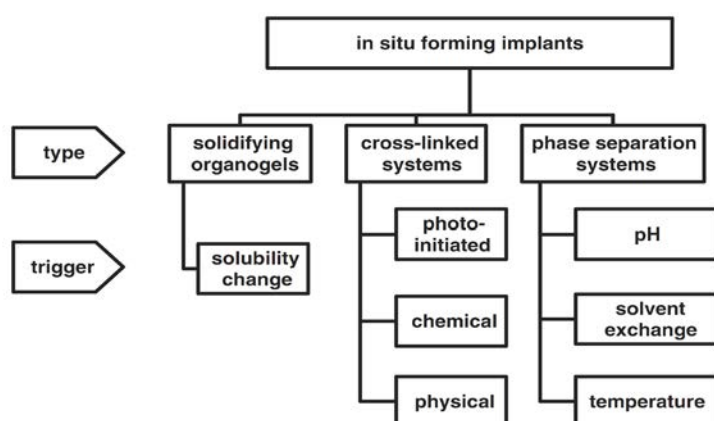 in situ forming implants
type
solidifying
organogels
cross-linked
systems
phase separation
systems
trigger
solubility
change
photo-
initiated
pH
chemical
solvent
exchange
physical
temperature